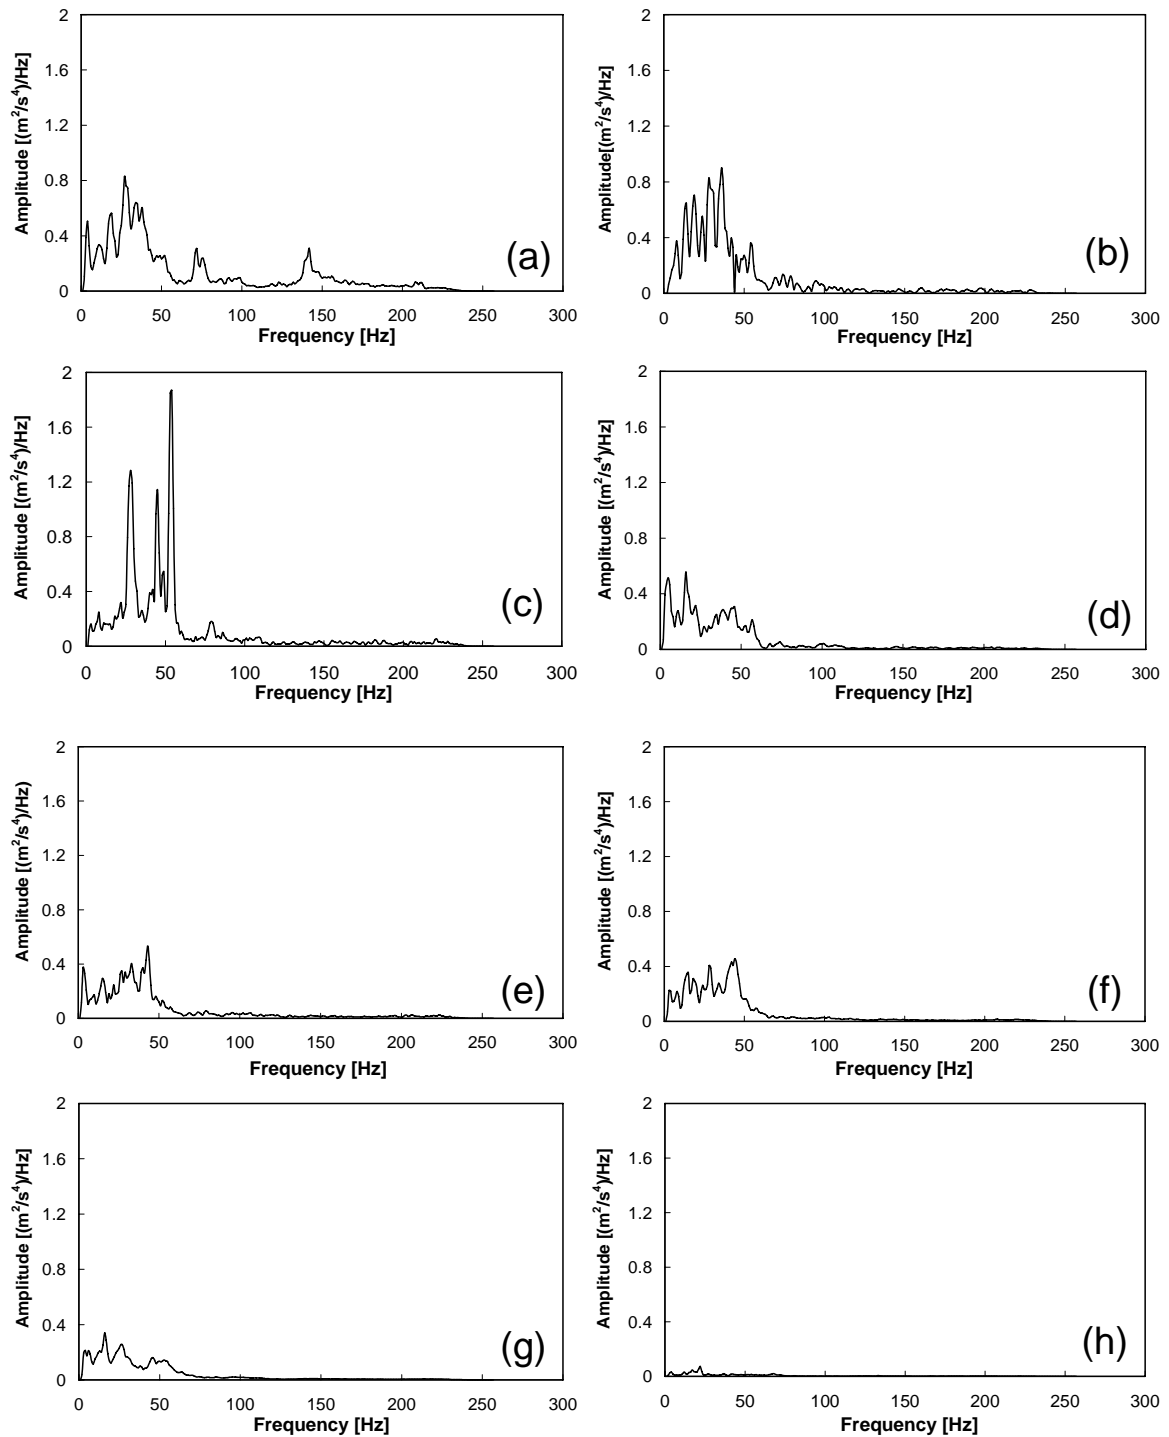 2
1.6
1.2
0.8
0.4
0
Amplitude [(m²/s⁴)/Hz]
(a)
0 50 100 150 200 250 300
Frequency [Hz]
2
1.6
1.2
0.8
0.4
0
Amplitude[(m²/s⁴)/Hz]
(b)
0 50 100 150 200 250 300
Frequency [Hz]
2
1.6
1.2
0.8
0.4
0
Amplitude [(m²/s⁴)/Hz]
(c)
0 50 100 150 200 250 300
Frequency [Hz]
2
1.6
1.2
0.8
0.4
0
Amplitude [(m²/s⁴)/Hz]
(d)
0 50 100 150 200 250 300
Frequency [Hz]
2
1.6
1.2
0.8
0.4
0
Amplitude [(m²/s⁴)/Hz)
(e)
0 50 100 150 200 250 300
Frequency [Hz]
2
1.6
1.2
0.8
0.4
0
Amplitude [(m²/s⁴)/Hz]
(f)
0 50 100 150 200 250 300
Frequency [Hz]
2
1.6
1.2
0.8
0.4
0
Amplitude [(m²/s⁴)/Hz]
(g)
0 50 100 150 200 250 300
Frequency [Hz]
2
1.6
1.2
0.8
0.4
0
Amplitude [(m²/s⁴)/Hz]
(h)
0 50 100 150 200 250 300
Frequency [Hz]